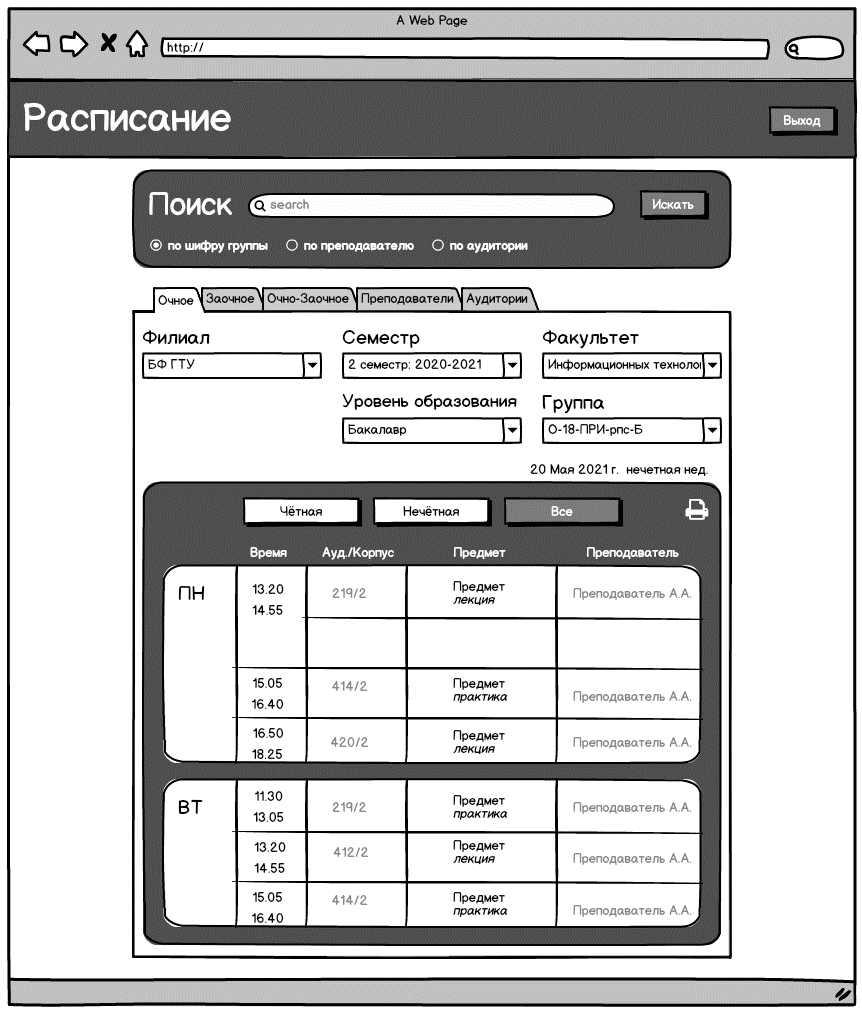 A Web Page
http://
Расписание
Выход
Поиск
search
Искать
по шифру группы
по преподавателю
по аудитории
Очное
Заочное
Очно-Заочное
Преподаватели
Аудитории
Филиал
Семестр
Факультет
БФ ГТУ
2 семестр: 2020-2021
Информационных техноло
Уровень образования
Группа
Бакалавр
О-18-ПРИ-рпс-Б
20 Мая 2021 г. нечетная нед.
Чётная
Нечётная
Все
Время
Ауд./Корпус
Предмет
Преподаватель
ПН
13.20
14.55
219/2
Предмет
лекция
Преподаватель А.А.
15.05
16.40
414/2
Предмет
практика
Преподаватель А.А.
16.50
18.25
420/2
Предмет
лекция
Преподаватель А.А.
ВТ
11.30
13.05
219/2
Предмет
практика
Преподаватель А.А.
13.20
14.55
412/2
Предмет
лекция
Преподаватель А.А.
15.05
16.40
414/2
Предмет
практика
Преподаватель А.А.